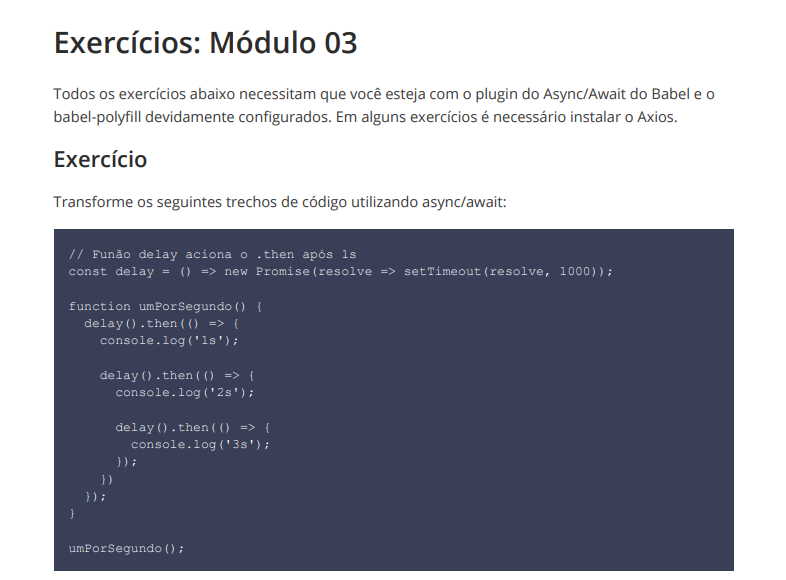 Exercícios: Módulo 03
Todos os exercícios abaixo necessitam que você esteja com o plugin do Async/Await do Babel e o
babel-polyfill devidamente configurados. Em alguns exercícios é necessário instalar o Axios.
Exercício
Transforme os seguintes trechos de código utilizando async/await:
// Funão delay aciona o .then após 1s
const delay = () => new Promise(resolve => setTimeout(resolve, 1000));
function umPorSegundo() {
delay().then(() => {
console.log('1s');
delay().then(() => {
console.log('2s');
delay().then(() => {
console.log('3s');
});
})
});
}
umPorSegundo();